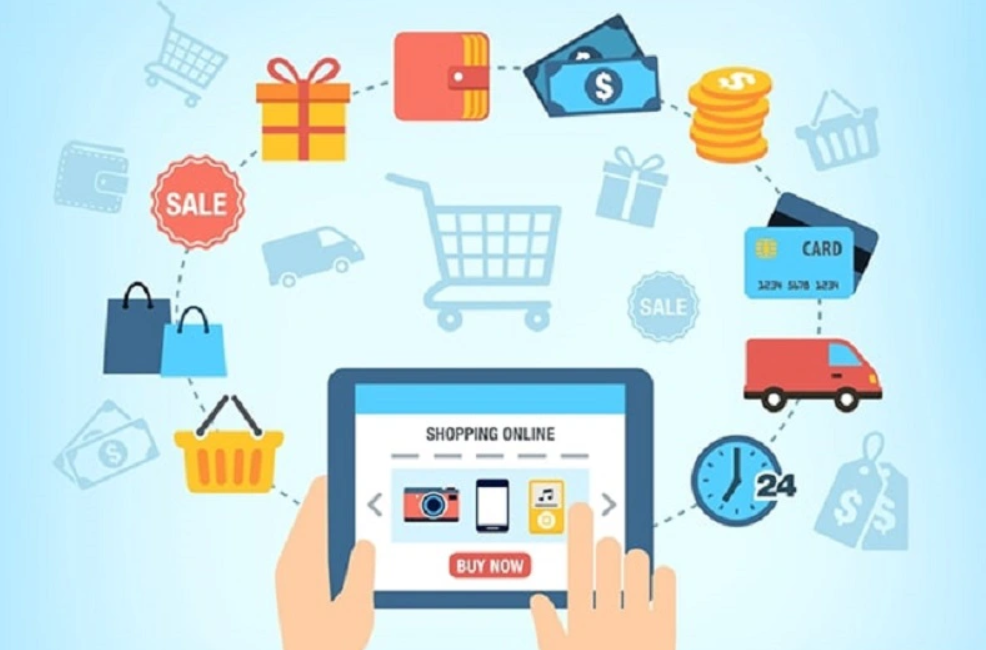 $
SALE
CARD
1234 5678 1234
SALE
SHOPPING ONLINE
$
24
$ $
BUY NOW